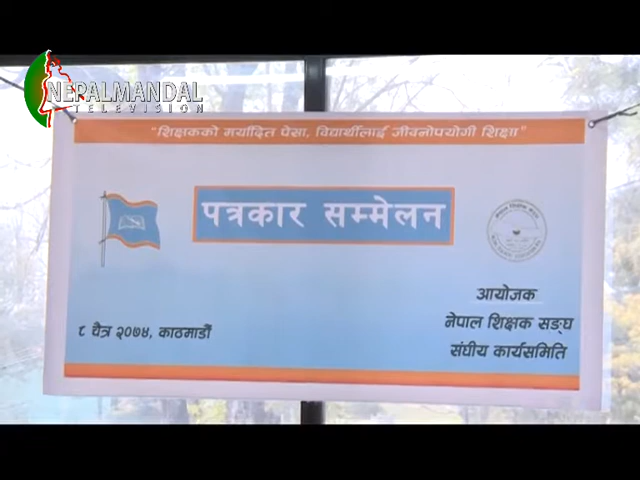 NEPALMANDAL
TELEVISION
"शिक्षकको मर्यादित पेसा, विद्यार्थीलाई जीवनोपयोगी शिक्षा"
पत्रकार सम्मेलन
आयोजक
८ चैत्र २०७४, काठमाडौँ
नेपाल शिक्षक सङ्घ
संघीय कार्यसमिति